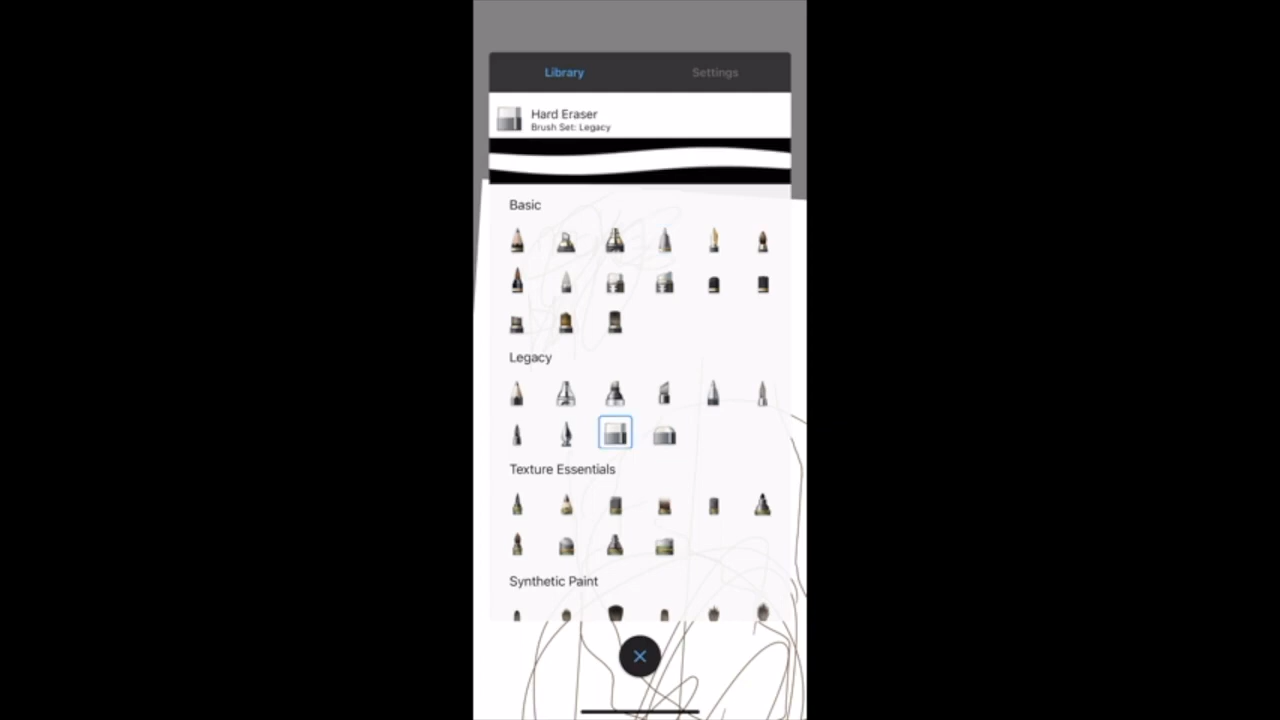 Library Settings
Hard Eraser
Brush Set: Legacy
Basic
Legacy
Texture Essentials
Synthetic Paint